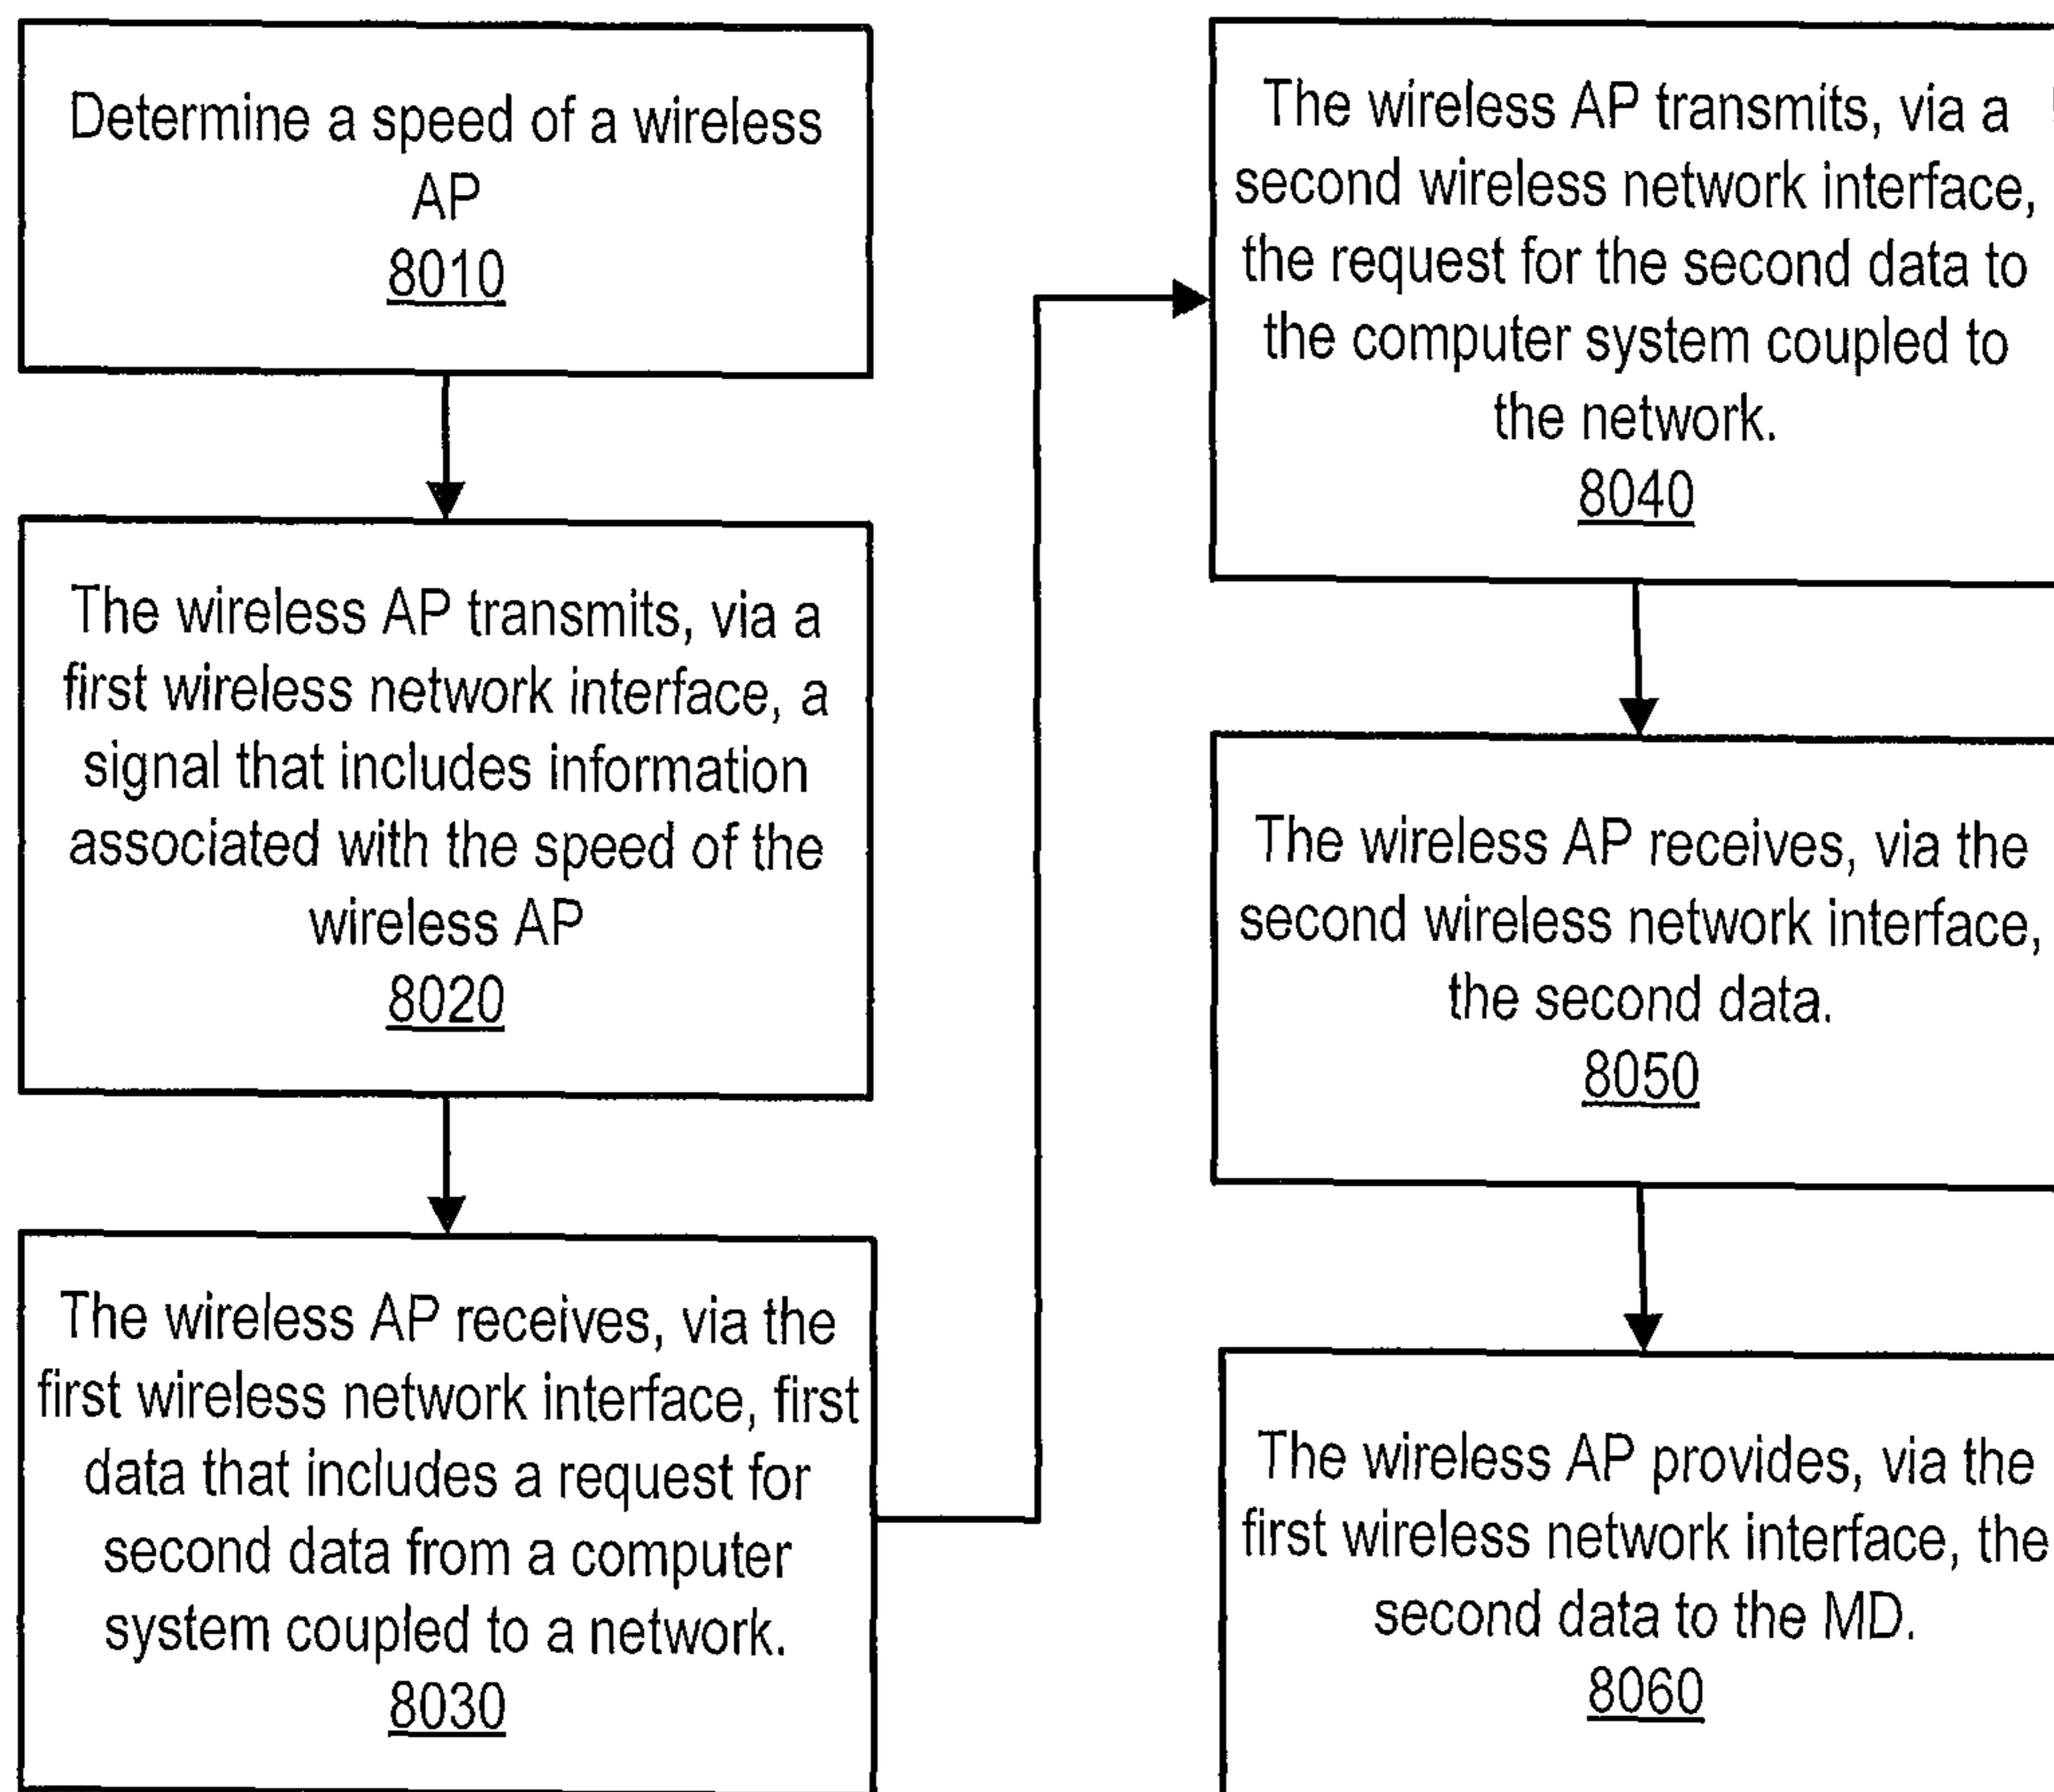 Determine a speed of a wireless
AP
8010
The wireless AP transmits, via a
first wireless network interface, a
signal that includes information
associated with the speed of the
wireless AP
8020
The wireless AP receives, via the
first wireless network interface, first
data that includes a request for
second data from a computer
system coupled to a network.
8030
The wireless AP transmits, via a
second wireless network interface,
the request for the second data to
the computer system coupled to
the network.
8040
The wireless AP receives, via the
second wireless network interface,
the second data.
8050
The wireless AP provides, via the
first wireless network interface, the
second data to the MD.
8060